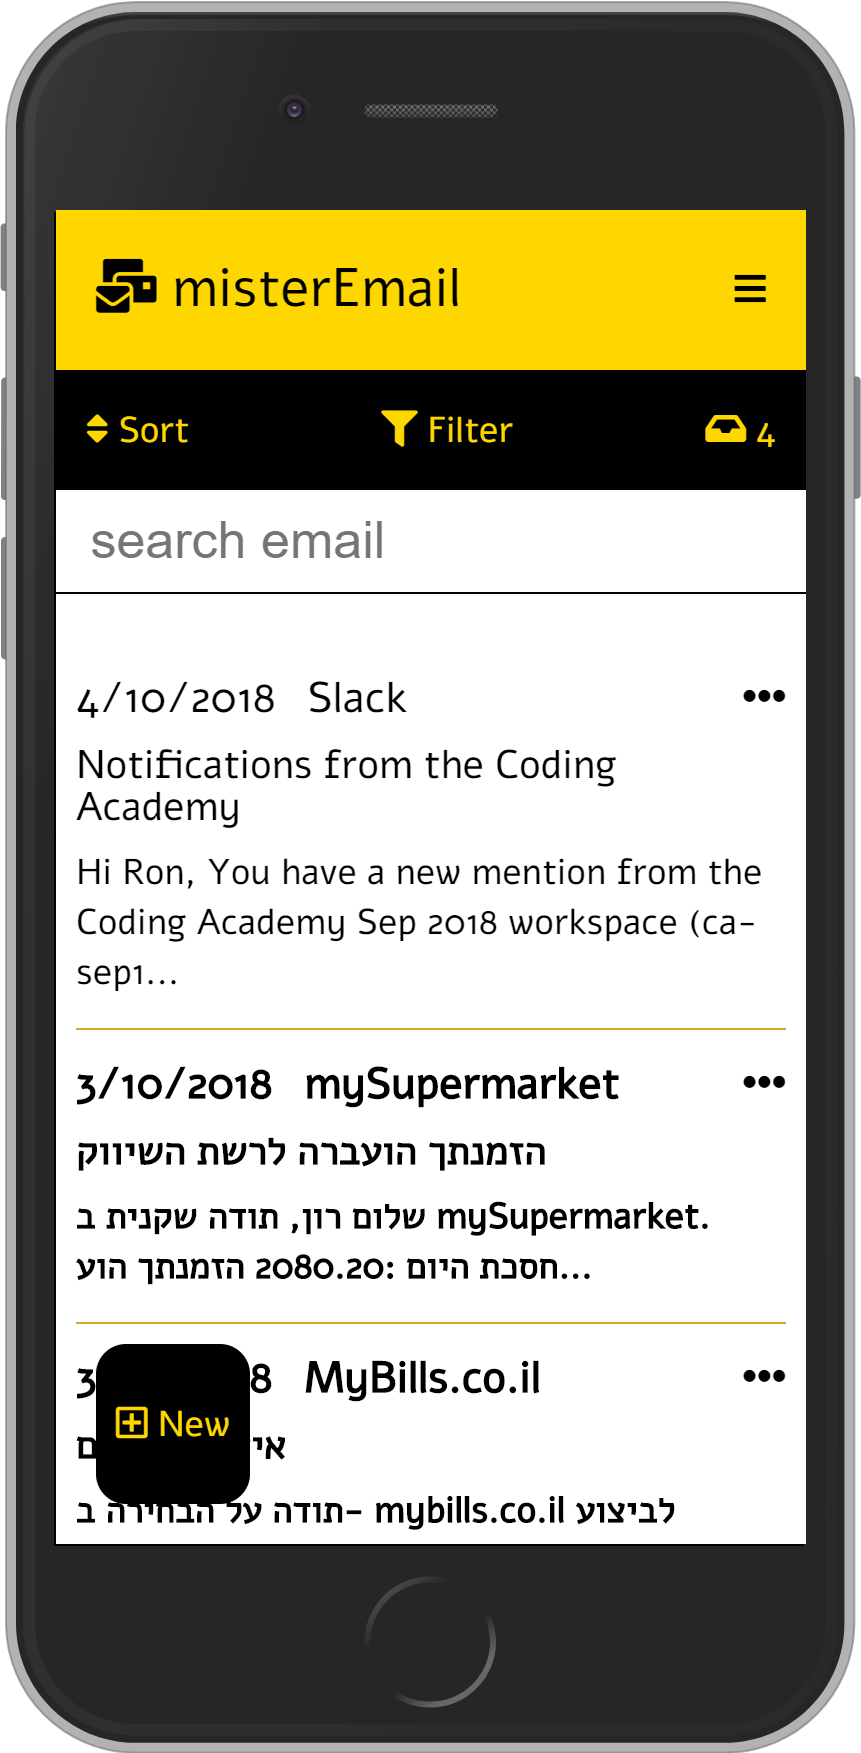 misterEmail
Sort Filter 4
search email
4/10/2018 Slack
Notifications from the Coding
Academy
Hi Ron, You have a new mention from the
Coding Academy Sep 2018 workspace (ca-
sep1...
3/10/2018 mySupermarket
הזמנתך הועברה לרשת השיווק
שלום רון, תודה שקנית ב mySupermarket.
חסכת היום: 2080.20 הזמנתך הוע...
MyBills.co.il
New
תודה על הבחירה ב- mybills.co.il לביצוע